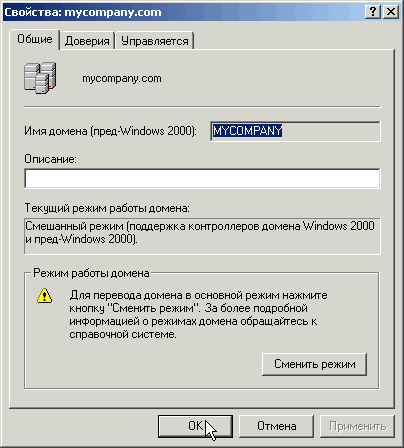 Свойства: mycompany.com
Общие Доверия Управляется
mycompany.com
Имя домена (пред-Windows 2000): MYCOMPANY
Описание:
Текущий режим работы домена:
Смешанный режим (поддержка контроллеров домена Windows 2000
и пред-Windows 2000).
Режим работы домена
Для перевода домена в основной режим нажмите
кнопку "Сменить режим". За более подробной
информацией о режимах домена обращайтесь к
справочной системе.
Сменить режим
ОК Отмена Применить